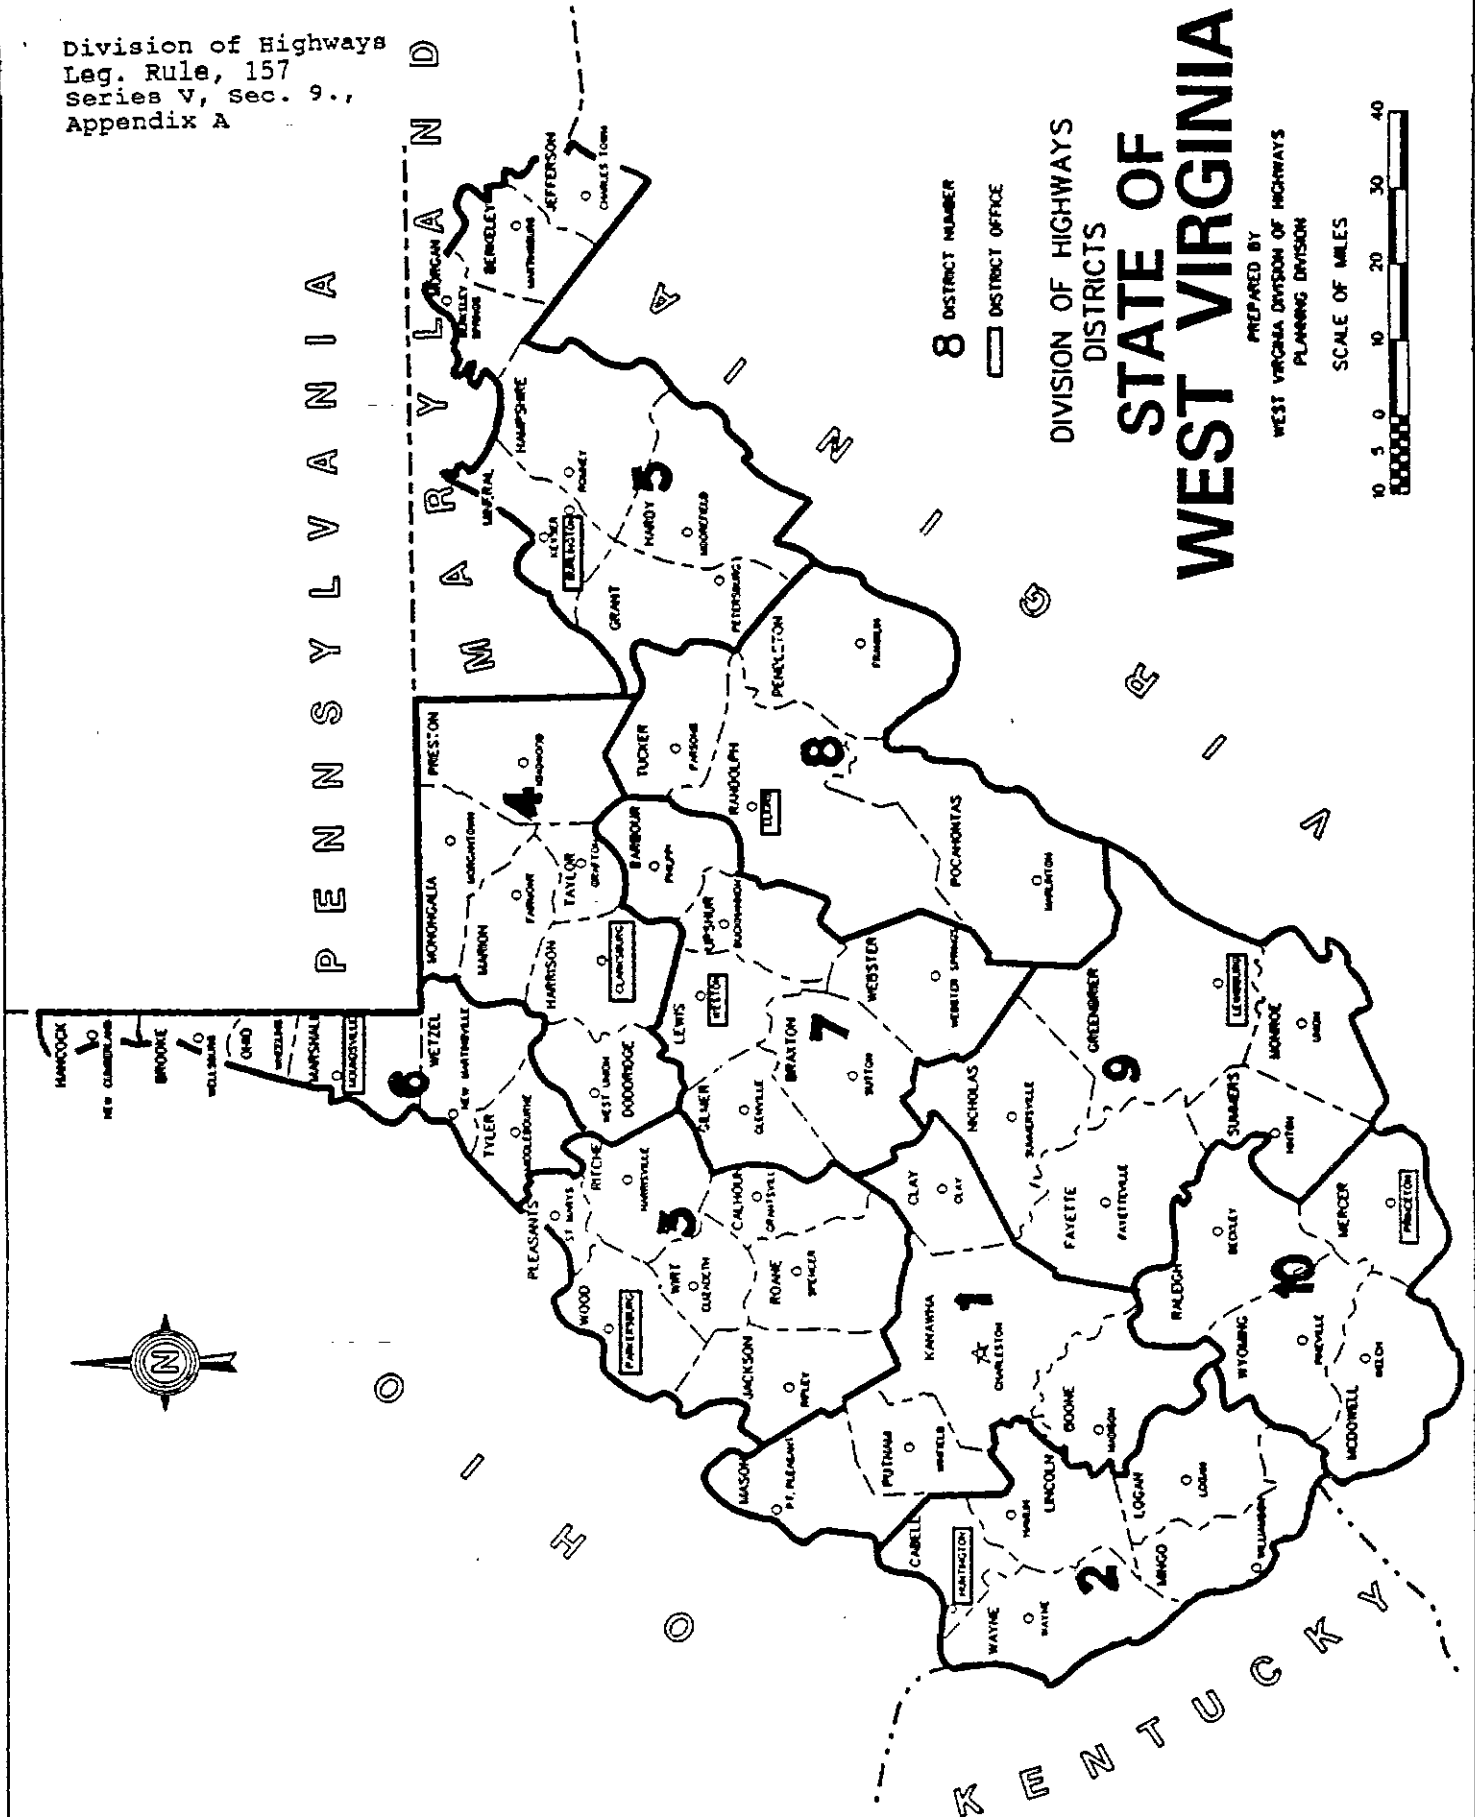 Division of Highways
Leg. Rule, 157
Series V, Sec. 9.,
Appendix A
PENNSYLVANIA
MARYLAND
VIRGINIA
OHIO
KENTUCKY
N
8 DISTRICT NUMBER
DISTRICT OFFICE
DIVISION OF HIGHWAYS
DISTRICTS
STATE OF
WEST VIRGINIA
PREPARED BY
WEST VIRGINIA DIVISION OF HIGHWAYS
PLANNING DIVISION
SCALE OF MILES
10 5 0 10 20 30 40
HANCOCK
NEW CUMBERLAND
BROOKE
WELLSBURG
OHIO
WHEELING
MARSHALL
MOUNDSVILLE
6
WETZEL
NEW MARTINSVILLE
TYLER
MIDDLEBOURNE
PLEASANTS
ST MARYS
RITCHIE
HARRISVILLE
WOOD
PARKERSBURG
WIRT
ELIZABETH
3
CALHOUN
GRANTSVILLE
ROANE
SPENCER
JACKSON
RIPLEY
MASON
PT. PLEASANT
PUTNAM
WINFIELD
KANAWHA
CHARLESTON
1
CLAY
CLAY
BOONE
MADISON
CABELL
HUNTINGTON
WAYNE
WAYNE
2
LINCOLN
HAMLIN
LOGAN
LOGAN
MINGO
WILLIAMSON
MONONGALIA
MORGANTOWN
PRESTON
KINGWOOD
4
MARION
FAIRMONT
TAYLOR
GRAFTON
HARRISON
CLARKSBURG
DODDRIDGE
WEST UNION
BARBOUR
PHILIPPI
UPSHUR
BUCKHANNON
LEWIS
WESTON
GILMER
GLENVILLE
BRAXTON
SUTTON
7
WEBSTER
WEBSTER SPRINGS
TUCKER
PARSONS
RANDOLPH
ELKINS
8
PENDLETON
FRANKLIN
POCAHONTAS
MARLINTON
GRANT
PETERSBURG
HARDY
MOOREFIELD
5
MINERAL
KEYSER
BURLINGTON
HAMPSHIRE
ROMNEY
MORGAN
BERKELEY
SPRINGS
BERKELEY
MARTINSBURG
JEFFERSON
CHARLES TOWN
NICHOLAS
SUMMERSVILLE
GREENBRIER
LEWISBURG
9
FAYETTE
FAYETTEVILLE
SUMMERS
HINTON
MONROE
UNION
RALEIGH
BECKLEY
10
MERCER
PRINCETON
WYOMING
PINEVILLE
MCDOWELL
WELCH